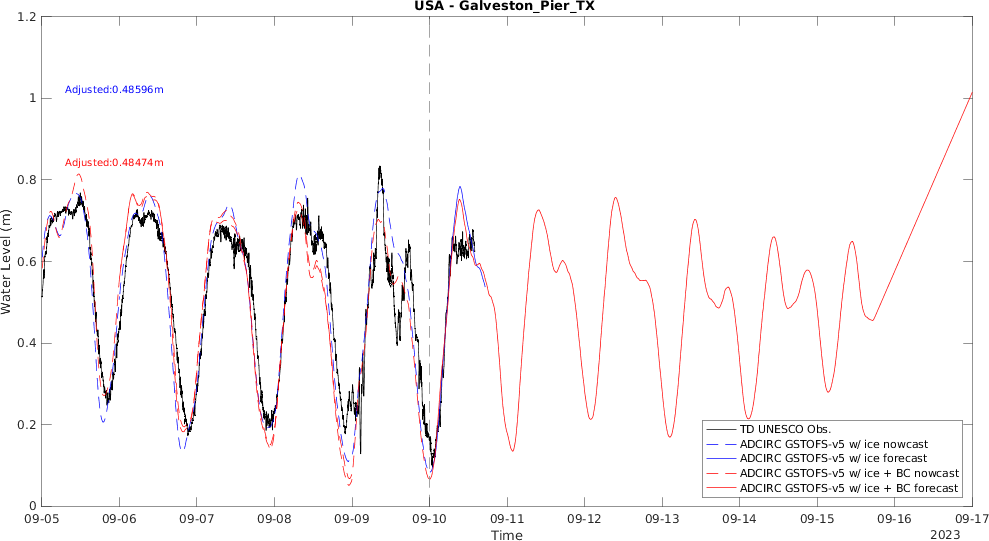 USA - Galveston_Pier_TX
1.2
1
0.8
0.6
0.4
0.2
0
Water Level (m)
Adjusted:0.48596m
Adjusted:0.48474m
TD UNESCO Obs.
ADCIRC GSTOFS-v5 w/ ice nowcast
ADCIRC GSTOFS-v5 w/ ice forecast
ADCIRC GSTOFS-v5 w/ ice + BC nowcast
ADCIRC GSTOFS-v5 w/ ice + BC forecast
09-05 09-06 09-07 09-08 09-09 09-10 09-11 09-12 09-13 09-14 09-15 09-16 09-17
Time
2023